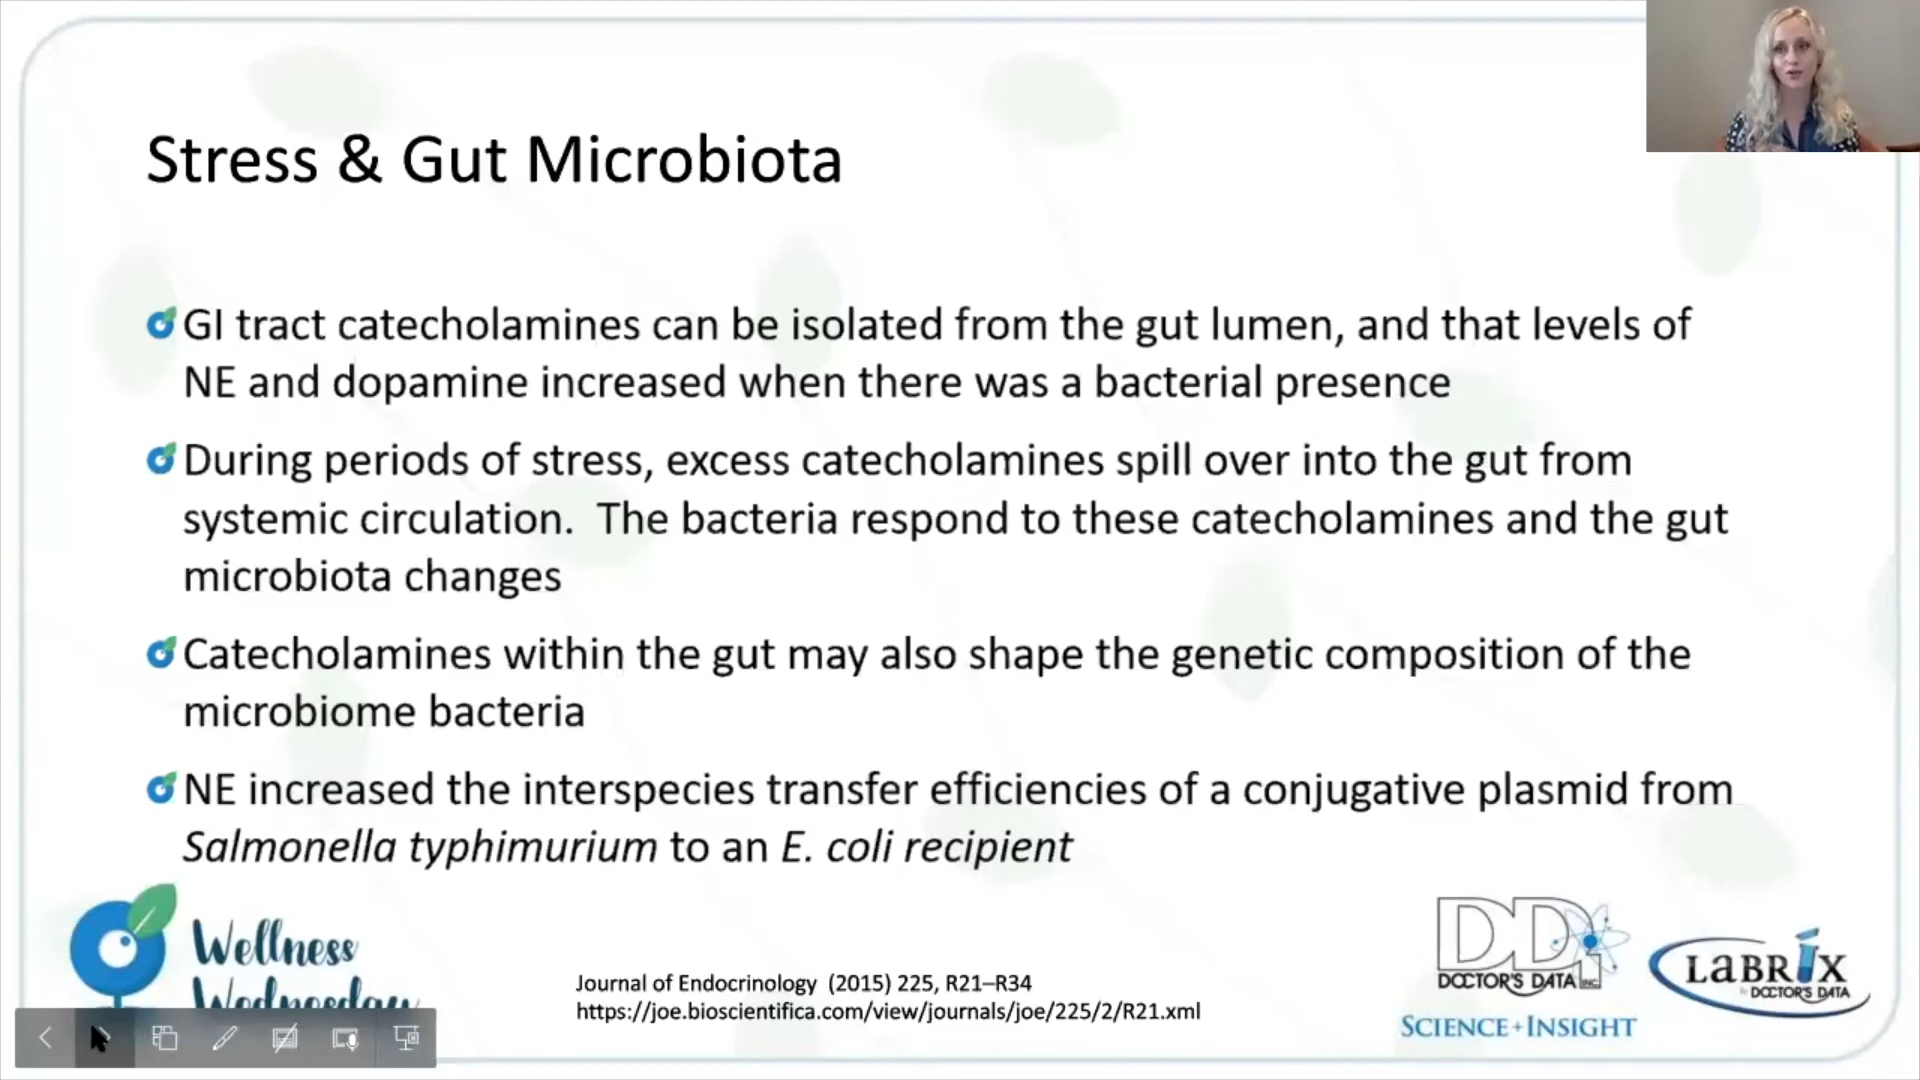 Stress & Gut Microbiota
GI tract catecholamines can be isolated from the gut lumen, and that levels of
NE and dopamine increased when there was a bacterial presence
During periods of stress, excess catecholamines spill over into the gut from
systemic circulation.  The bacteria respond to these catecholamines and the gut
microbiota changes
Catecholamines within the gut may also shape the genetic composition of the
microbiome bacteria
NE increased the interspecies transfer efficiencies of a conjugative plasmid from
Salmonella typhimurium to an E. coli recipient
Wellness
Wednesday
Journal of Endocrinology  (2015) 225, R21–R34
https://joe.bioscientifica.com/view/journals/joe/225/2/R21.xml
DDI
DOCTOR'S DATA INC.
SCIENCE + INSIGHT
LABRIX
by DOCTOR'S DATA